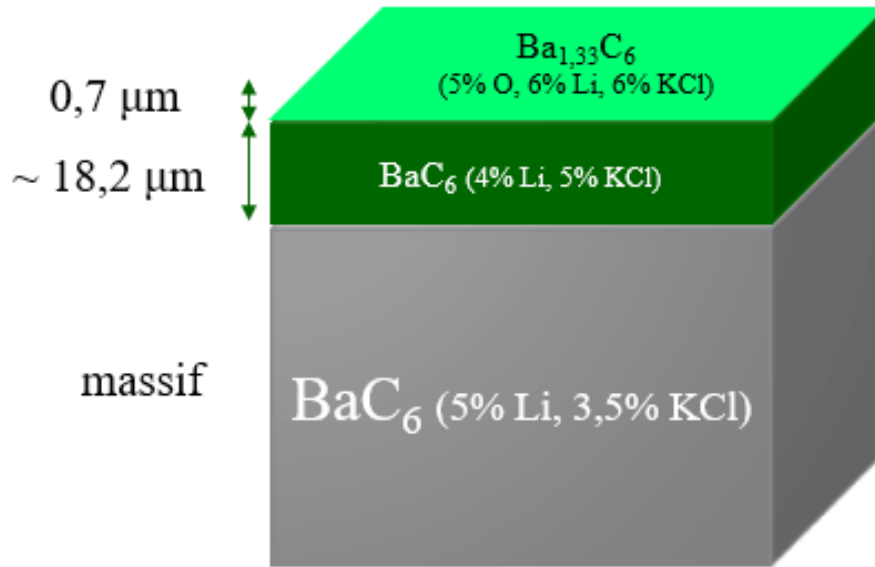 Ba₁,₃₃C₆
(5% O, 6% Li, 6% KCl)
0,7 μm
~ 18,2 μm
BaC₆ (4% Li, 5% KCl)
massif
BaC₆ (5% Li, 3,5% KCl)